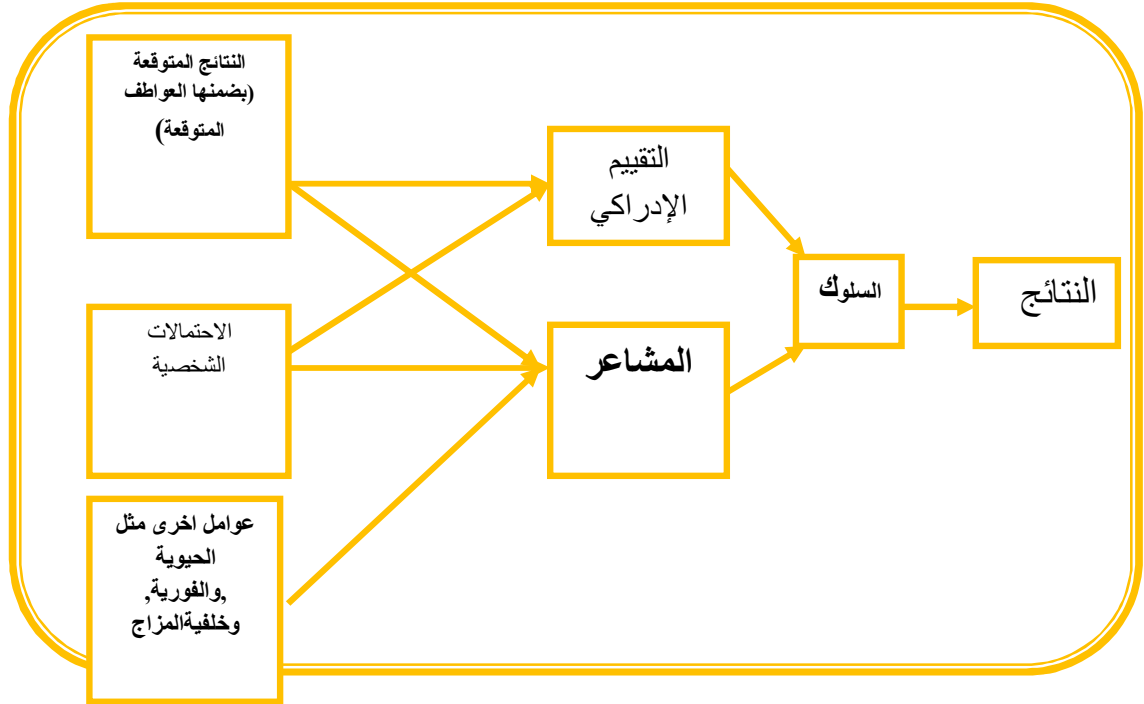 النتائج المتوقعة
(بضمنها العواطف
المتوقعة)
التقييم
الإدراكي
السلوك
النتائج
الاحتمالات
الشخصية
المشاعر
عوامل اخرى مثل
الحيوية
,والفورية,
وخلفيةالمزاج